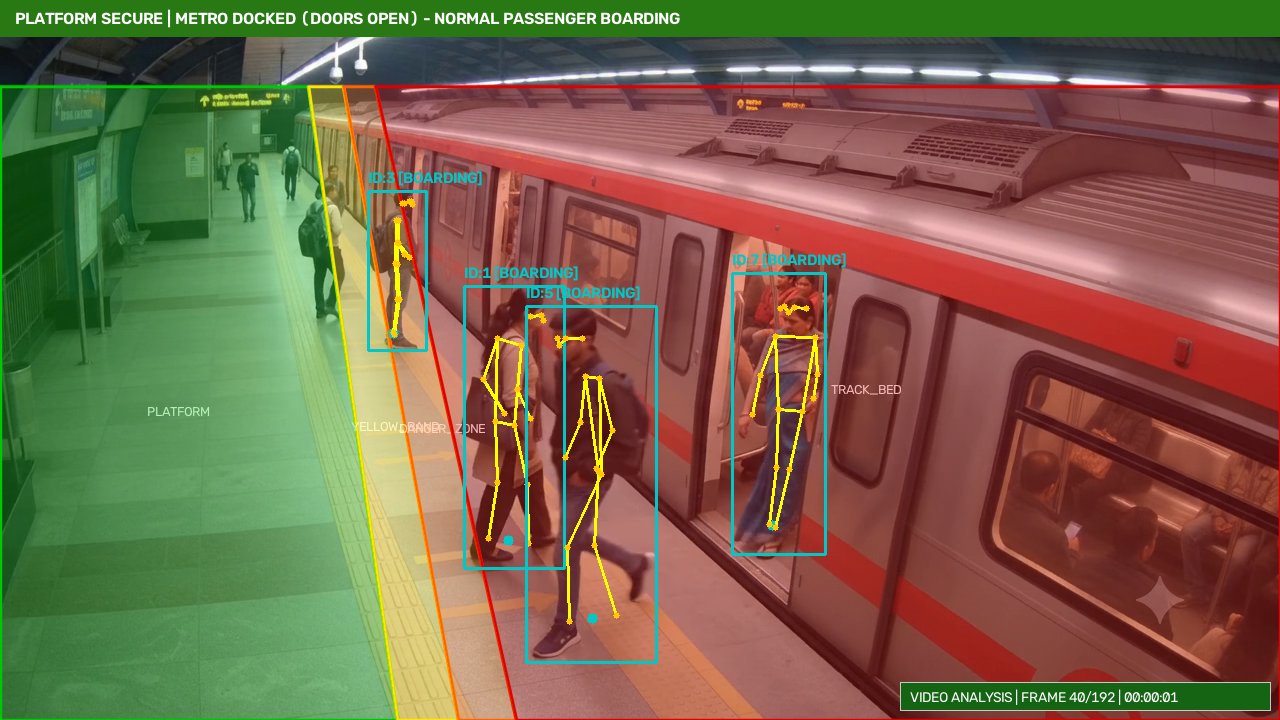 PLATFORM SECURE | METRO DOCKED (DOORS OPEN) - NORMAL PASSENGER BOARDING
ID:3 [BOARDING]
ID:7 [BOARDING]
ID:1 [BOARDING]
ID:5 [BOARDING]
TRACK_BED
PLATFORM
YELLOW_BAND
DANGER_ZONE
VIDEO ANALYSIS | FRAME 40/192 | 00:00:01